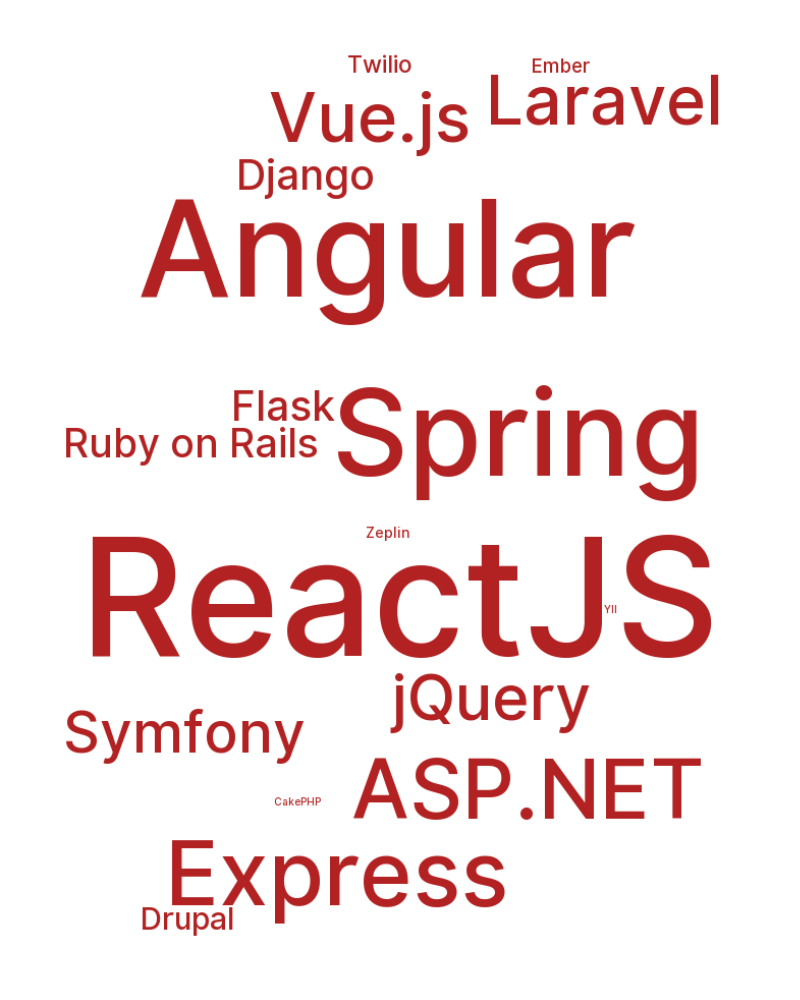 Twilio
Ember
Vue.js
Laravel
Django
Angular
Flask
Spring
Ruby on Rails
Zeplin
ReactJS
YII
jQuery
Symfony
ASP.NET
CakePHP
Express
Drupal